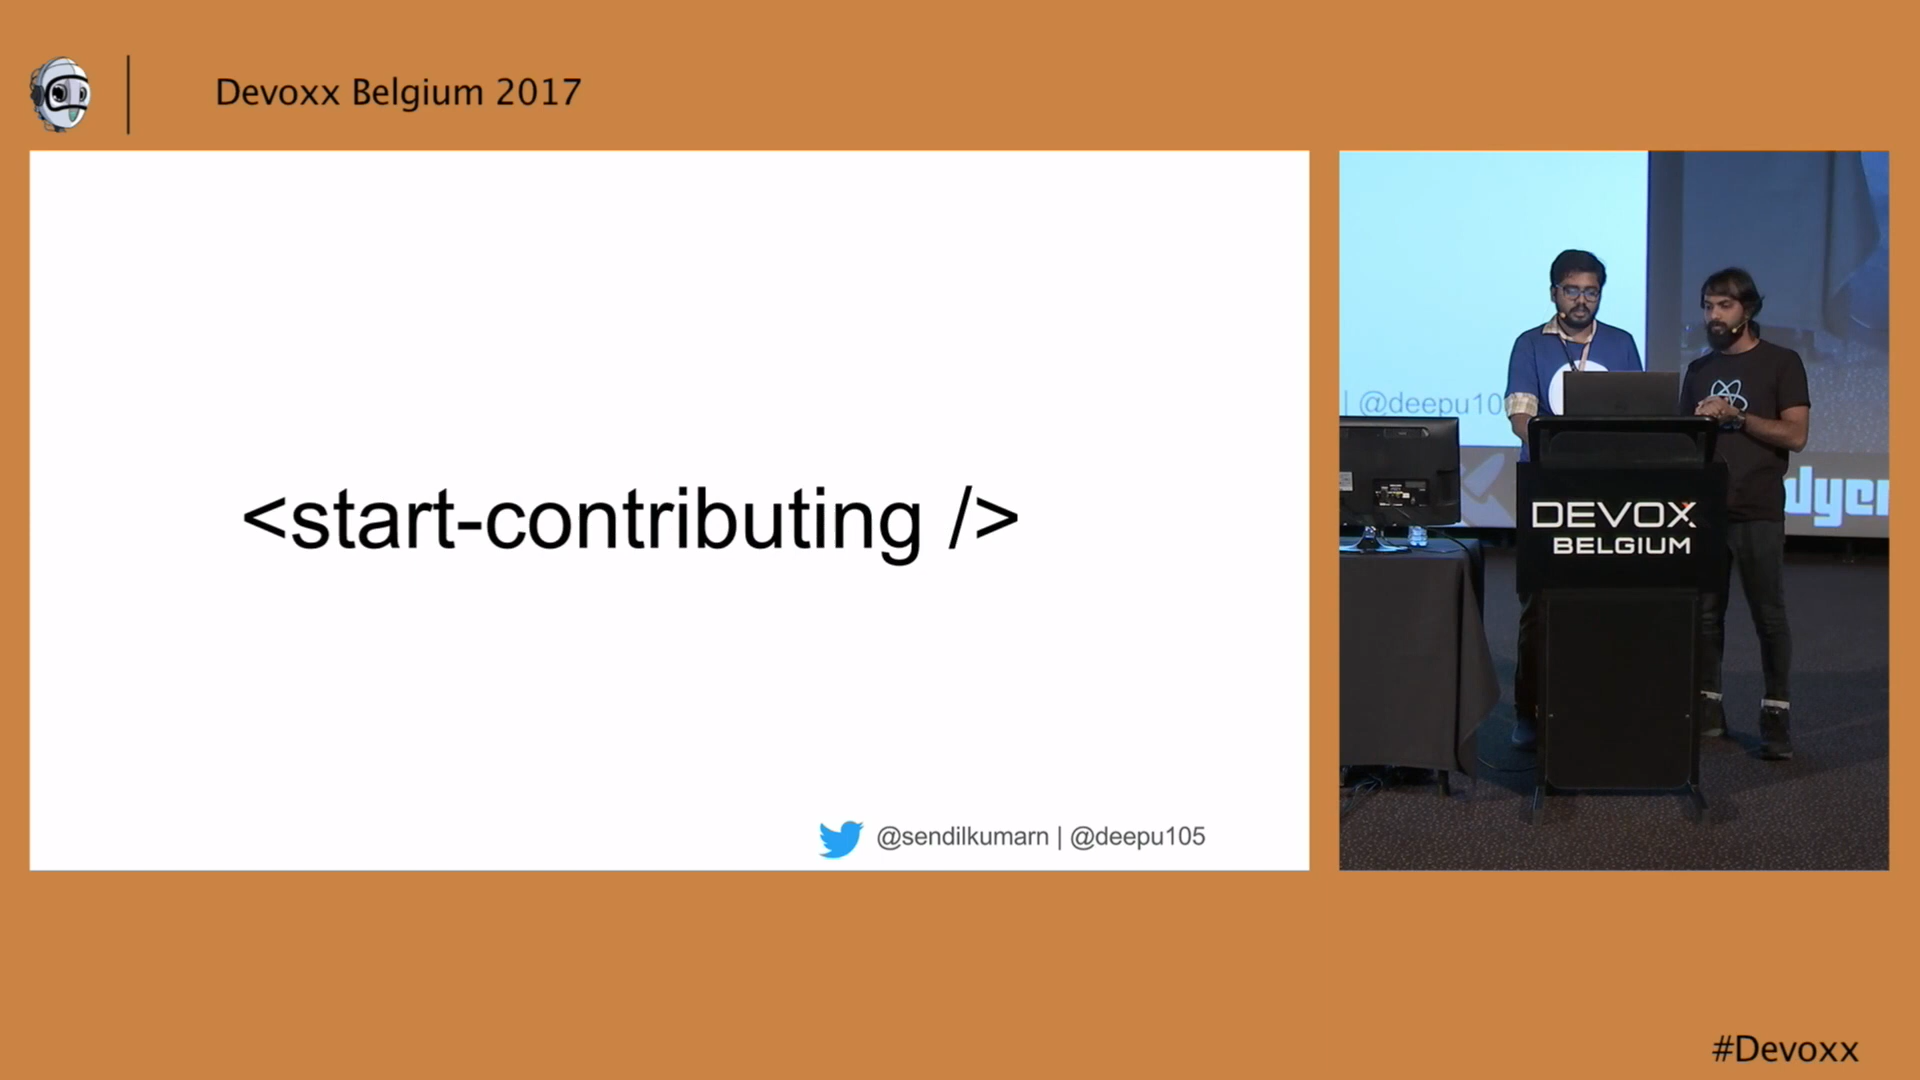 Devoxx Belgium 2017
<start-contributing />
@sendilkumarn | @deepu105
| @deepu10
DEVOXX
BELGIUM
#Devoxx